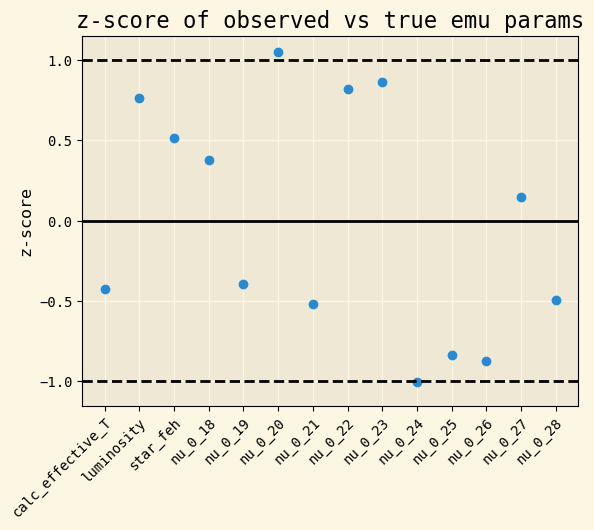 z-score of observed vs true emu params
z-score
1.0
0.5
0.0
−0.5
−1.0
calc_effective_T
luminosity
star_feh
nu_0_18
nu_0_19
nu_0_20
nu_0_21
nu_0_22
nu_0_23
nu_0_24
nu_0_25
nu_0_26
nu_0_27
nu_0_28